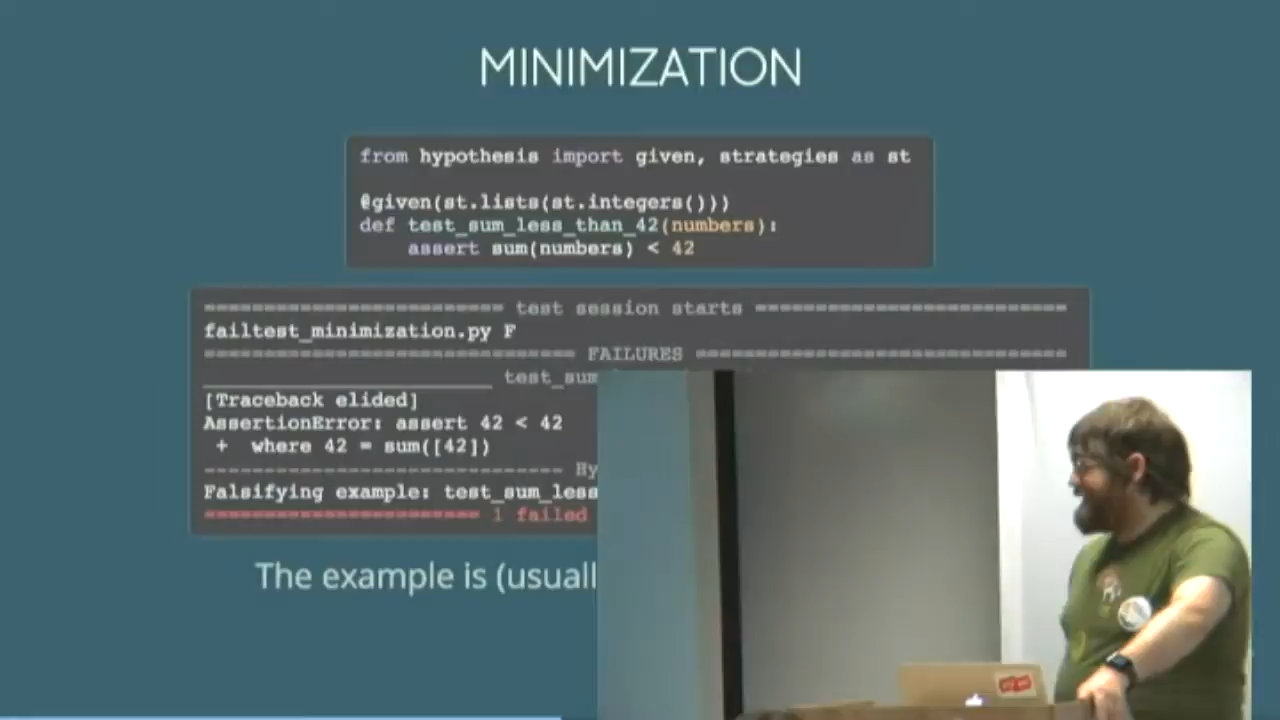 MINIMIZATION
from hypothesis import given, strategies as st
@given(st.lists(st.integers()))
def test_sum_less_than_42(numbers):
    assert sum(numbers) < 42
========================= test session starts ==========================
failtest_minimization.py F
=============================== FAILURES ===============================
________________________ test_sum
[Traceback elided]
AssertionError: assert 42 < 42
 +  where 42 = sum([42])
------------------------------ Hy
Falsifying example: test_sum_less
======================= 1 failed
The example is (usuall